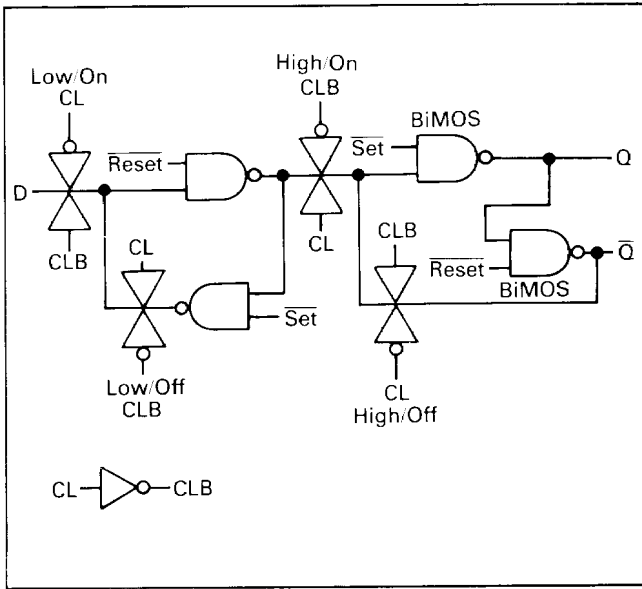 Low/On
CL
High/On
CLB
BiMOS
Reset
Set
Q
D
CLB
CL
CL
CLB
Q
Reset
BiMOS
Set
Low/Off
CLB
CL
High/Off
CL
CLB